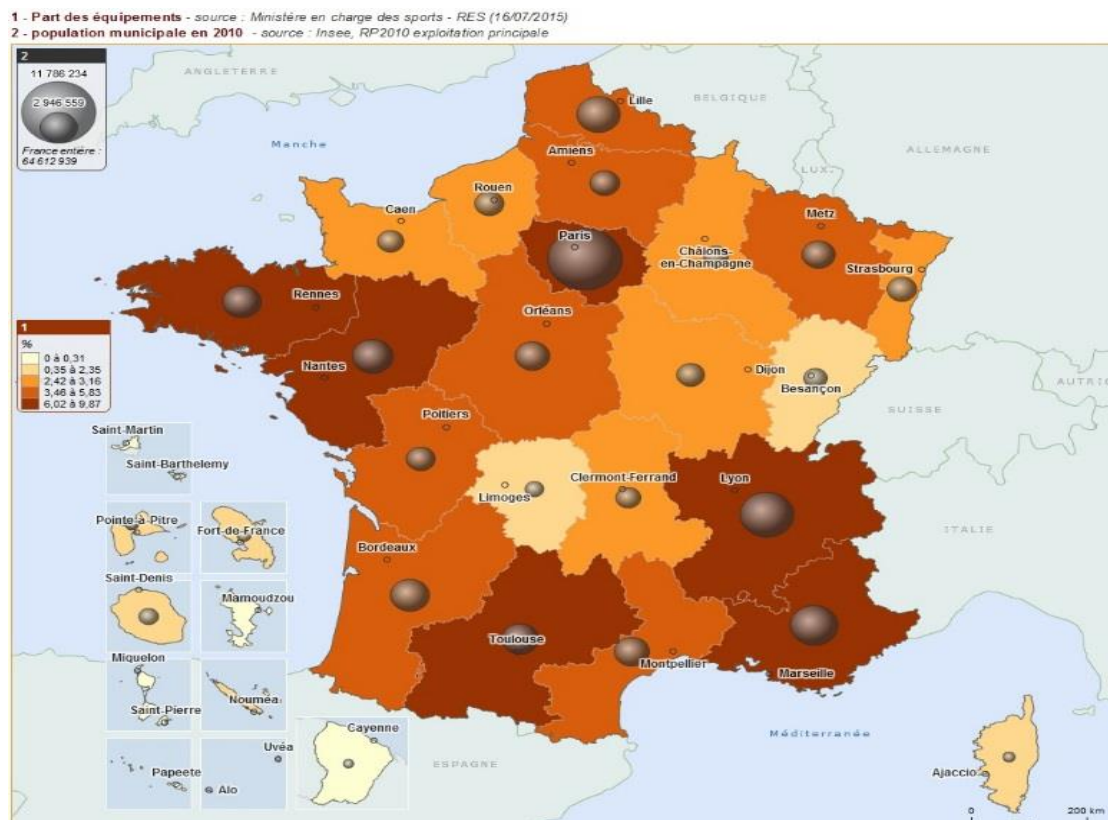 1 - Part des équipements - source : Ministère en charge des sports - RES (16/07/2015)
2 - population municipale en 2010 - source : Insee, RP2010 exploitation principale
2
11 786 234
2 946 559
France entière :
64 612 939
ANGLETERRE
BELGIQUE
ALLEMAGNE
LUX.
Manche
Lille
Amiens
Rouen
Caen
Metz
Paris
Châlons-
en-Champagne
Strasbourg
Rennes
Orléans
1
%
0 à 0,31
0,35 à 2,35
2,42 à 3,16
3,46 à 5,83
6,02 à 9,87
Nantes
Dijon
Besançon
AUTRIC
SUISSE
Poitiers
Saint-Martin
Saint-Barthelemy
Clermont-Ferrand
Lyon
Limoges
ITALIE
Pointe-à-Pitre
Fort-de-France
Bordeaux
Saint-Denis
Mamoudzou
Toulouse
Montpellier
Marseille
Miquelon
Nouméa
Saint-Pierre
Cayenne
Uvéa
Méditerranée
Papeete
Alo
ESPAGNE
Ajaccio
0
200 km